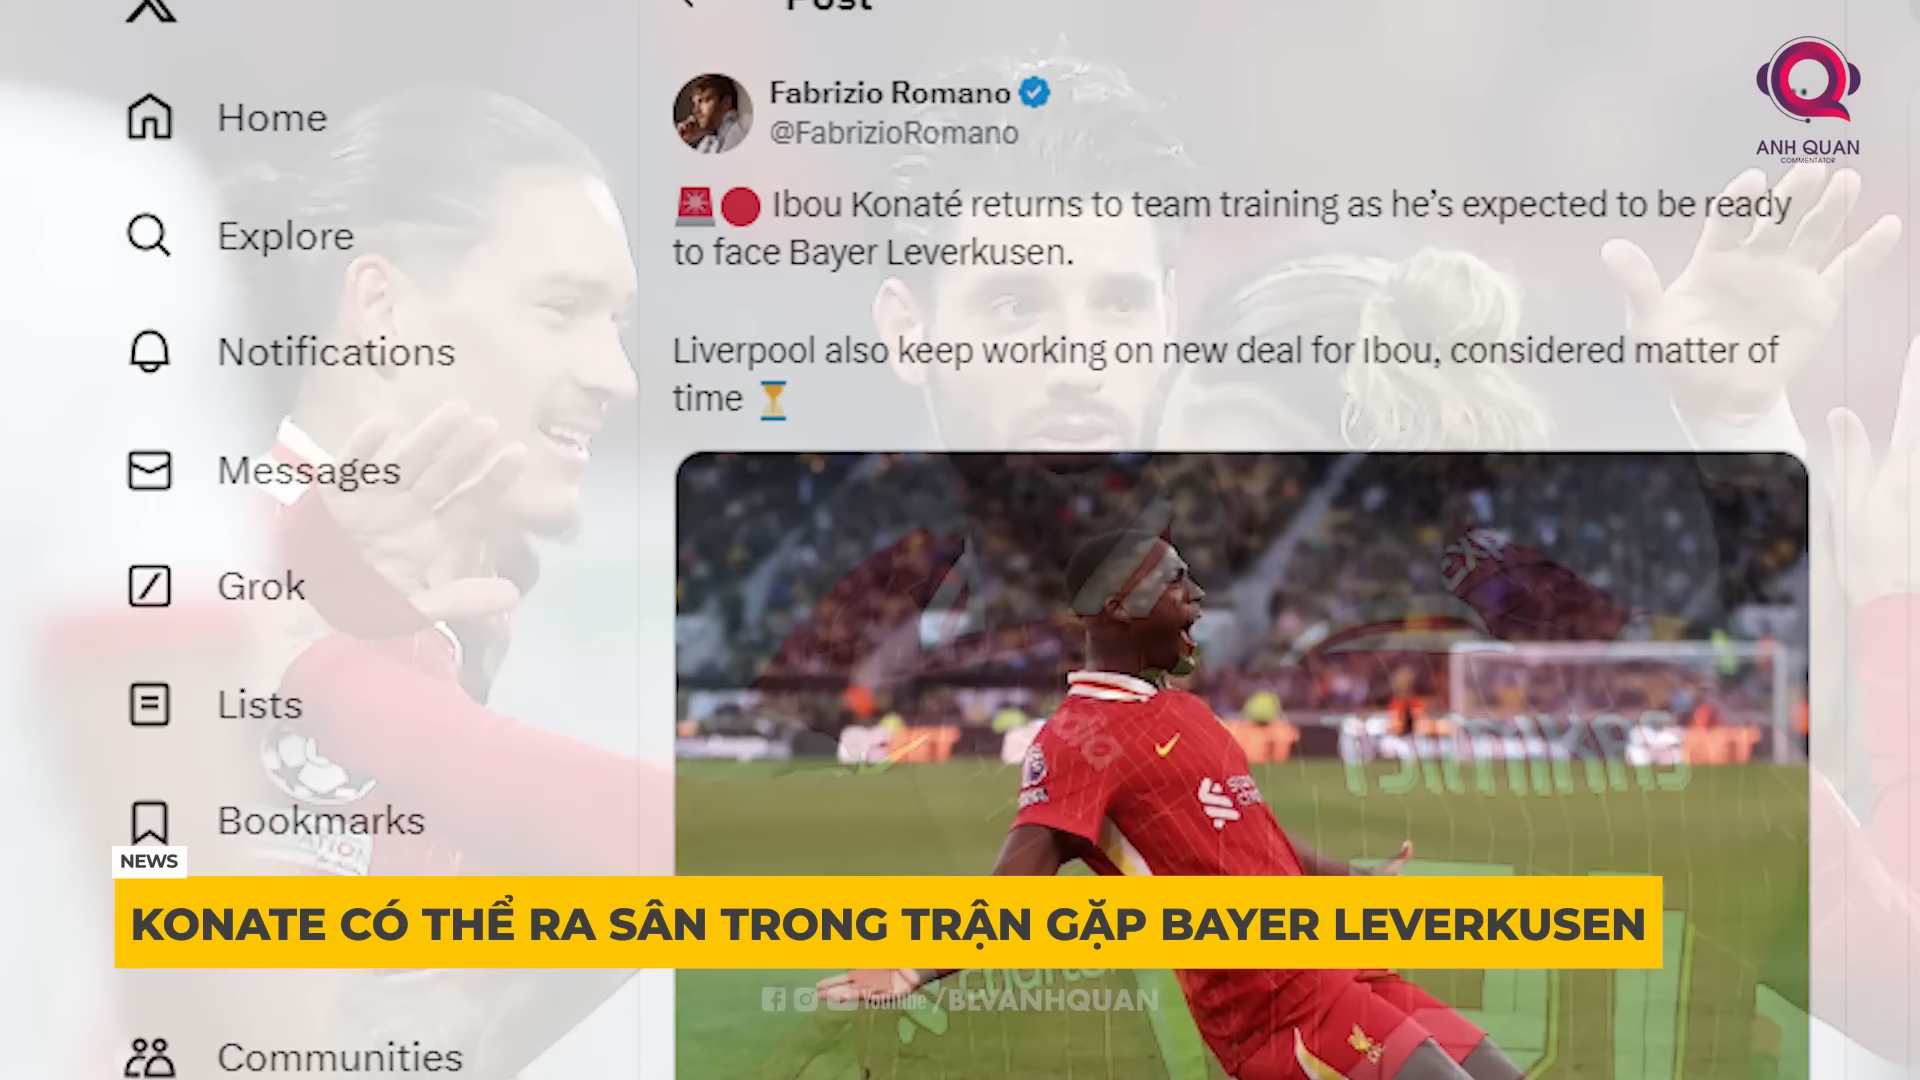 Post
Fabrizio Romano
@FabrizioRomano
Home
Explore
Notifications
Messages
Grok
Lists
Bookmarks
Communities
Ibou Konaté returns to team training as he’s expected to be ready
to face Bayer Leverkusen.
Liverpool also keep working on new deal for Ibou, considered matter of
time
ANH QUAN
COMMENTATOR
TSIMIKAS
NEWS
KONATE CÓ THỂ RA SÂN TRONG TRẬN GẶP BAYER LEVERKUSEN
YouTube /BLVANHQUAN